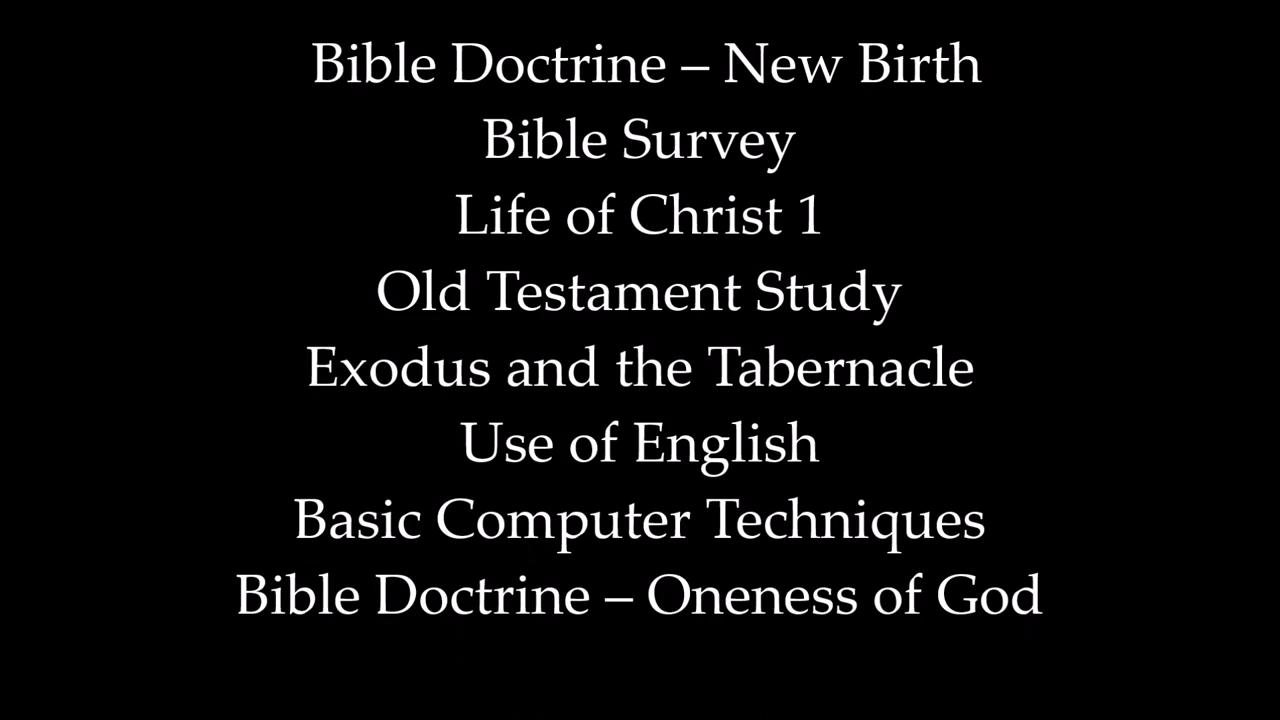 Bible Doctrine – New Birth
Bible Survey
Life of Christ 1
Old Testament Study
Exodus and the Tabernacle
Use of English
Basic Computer Techniques
Bible Doctrine – Oneness of God